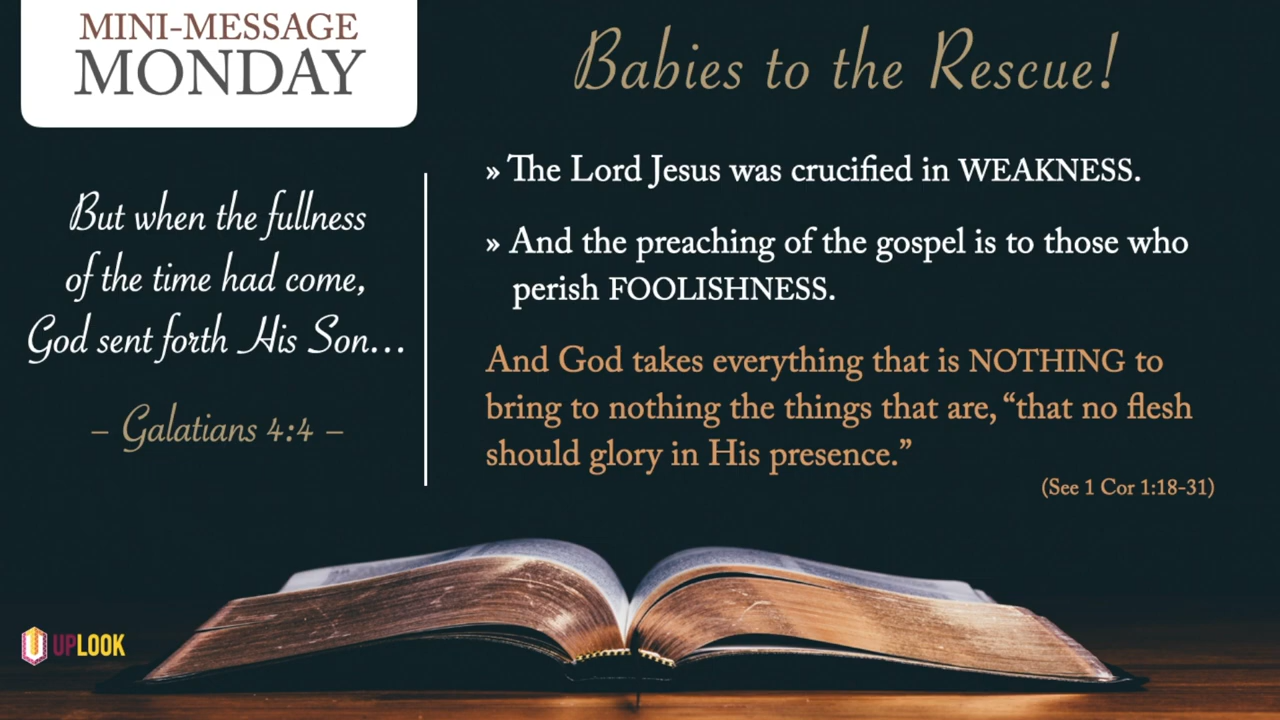 MINI-MESSAGE
MONDAY
But when the fullness
of the time had come,
God sent forth His Son...
– Galatians 4:4 –
Babies to the Rescue!
» The Lord Jesus was crucified in WEAKNESS.
» And the preaching of the gospel is to those who
perish FOOLISHNESS.
And God takes everything that is NOTHING to
bring to nothing the things that are, “that no flesh
should glory in His presence.”
(See 1 Cor 1:18-31)
UPLOOK